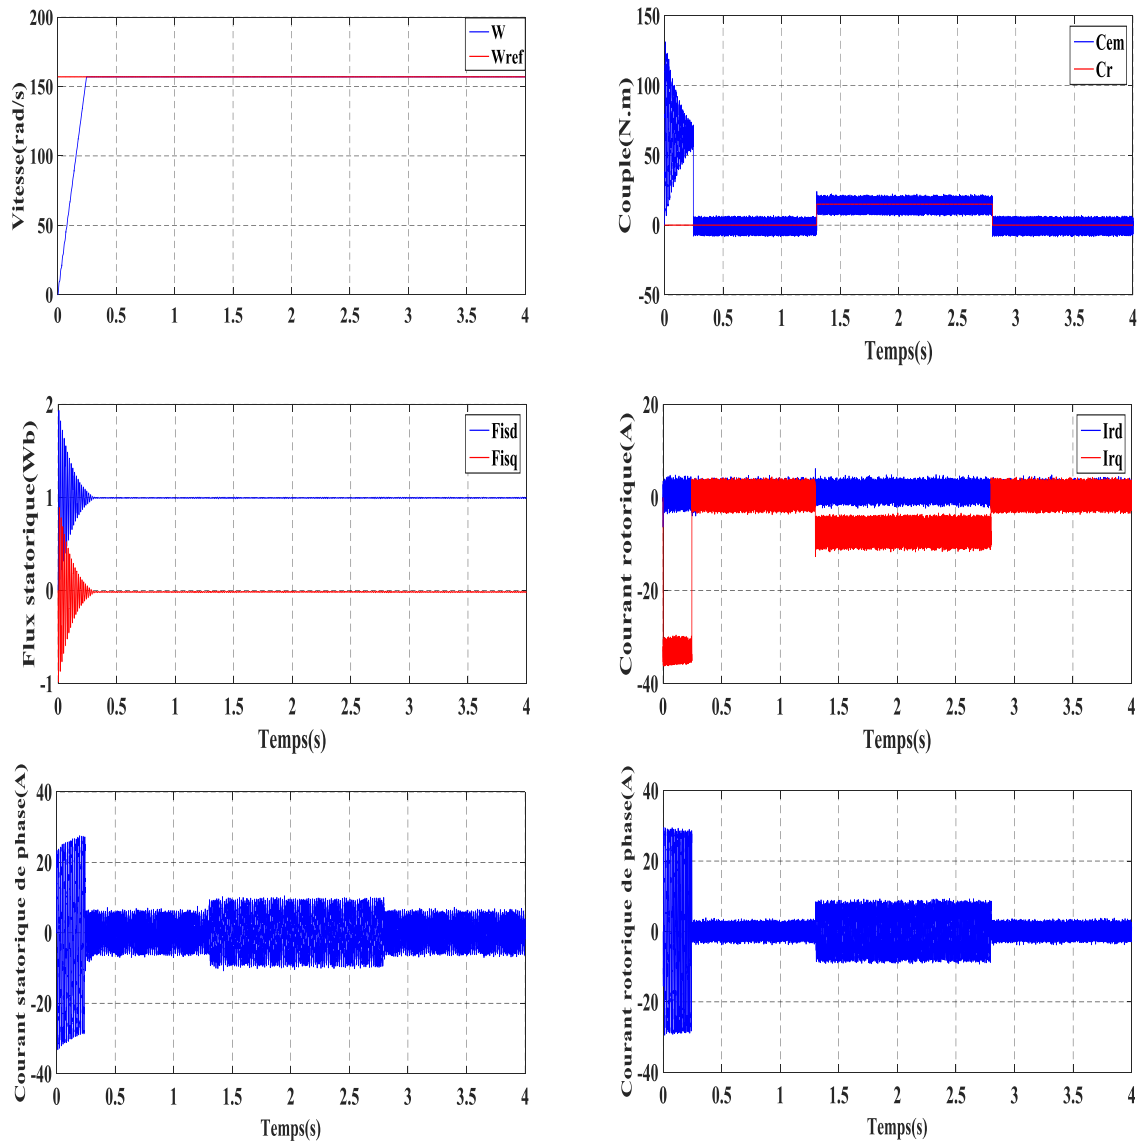 Vitesse(rad/s)
200
150
100
50
0
0 0.5 1 1.5 2 2.5 3 3.5 4
W
Wref
Couple(N.m)
150
100
50
0
-50
0 0.5 1 1.5 2 2.5 3 3.5 4
Cem
Cr
Temps(s)
Flux statorique(Wb)
2
1
0
-1
0 0.5 1 1.5 2 2.5 3 3.5 4
Fisd
Fisq
Temps(s)
Courant rotorique(A)
20
0
-20
-40
0 0.5 1 1.5 2 2.5 3 3.5 4
Ird
Irq
Temps(s)
Courant statorique de phase(A)
40
20
0
-20
-40
0 0.5 1 1.5 2 2.5 3 3.5 4
Temps(s)
Courant rotorique de phase(A)
40
20
0
-20
-40
0 0.5 1 1.5 2 2.5 3 3.5 4
Temps(s)